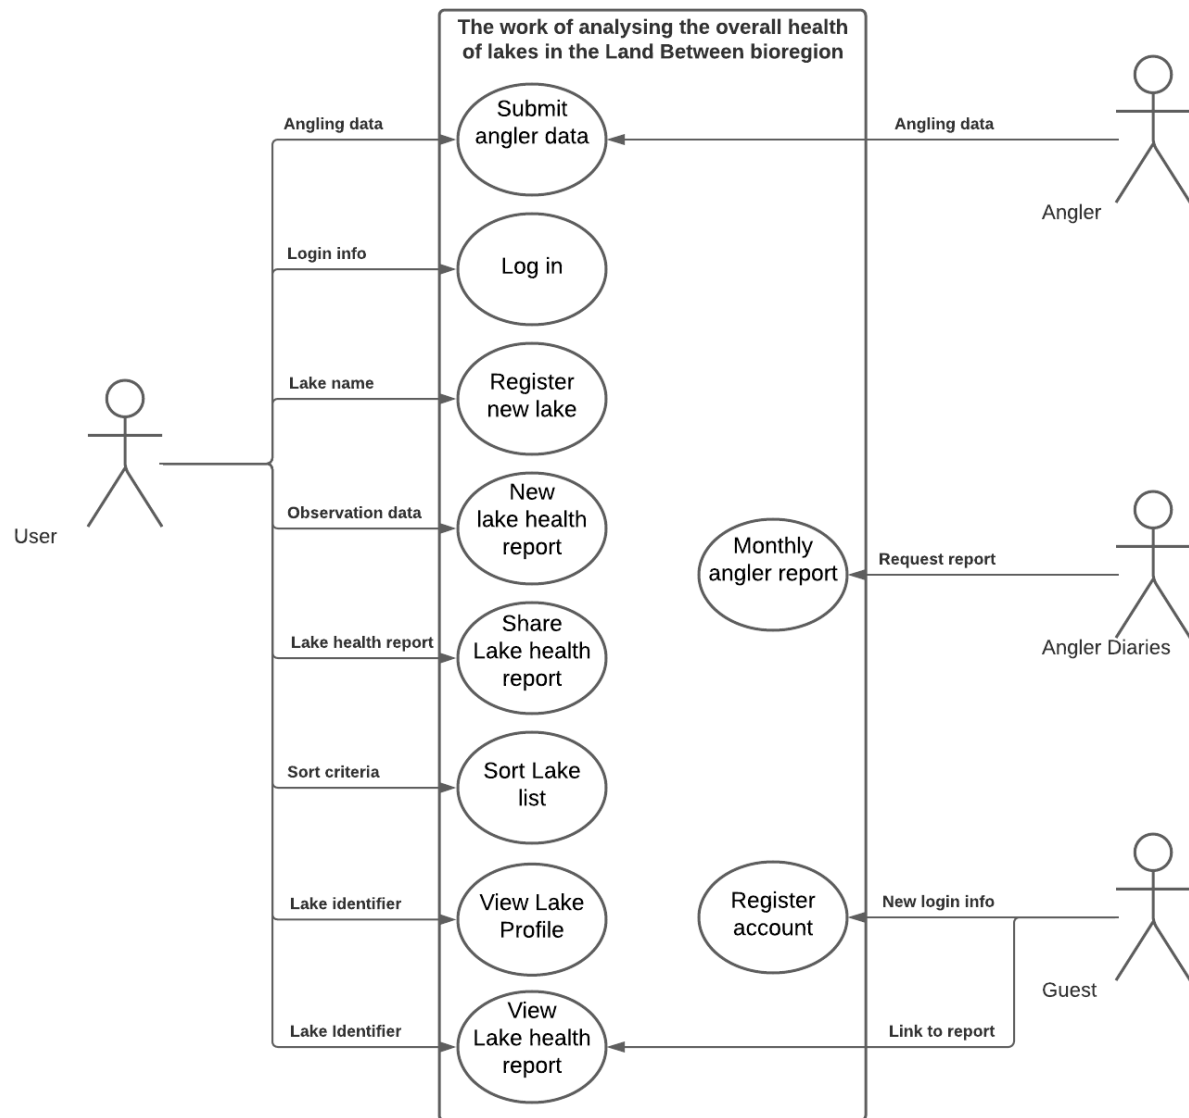 The work of analysing the overall health
of lakes in the Land Between bioregion
Angling data
Submit
angler data
Angling data
Angler
Login info
Log in
Lake name
Register
new lake
User
Observation data
New
lake health
report
Monthly
angler report
Request report
Angler Diaries
Lake health report
Share
Lake health
report
Sort criteria
Sort Lake
list
Lake identifier
View Lake
Profile
Register
account
New login info
Guest
Lake Identifier
View
Lake health
report
Link to report